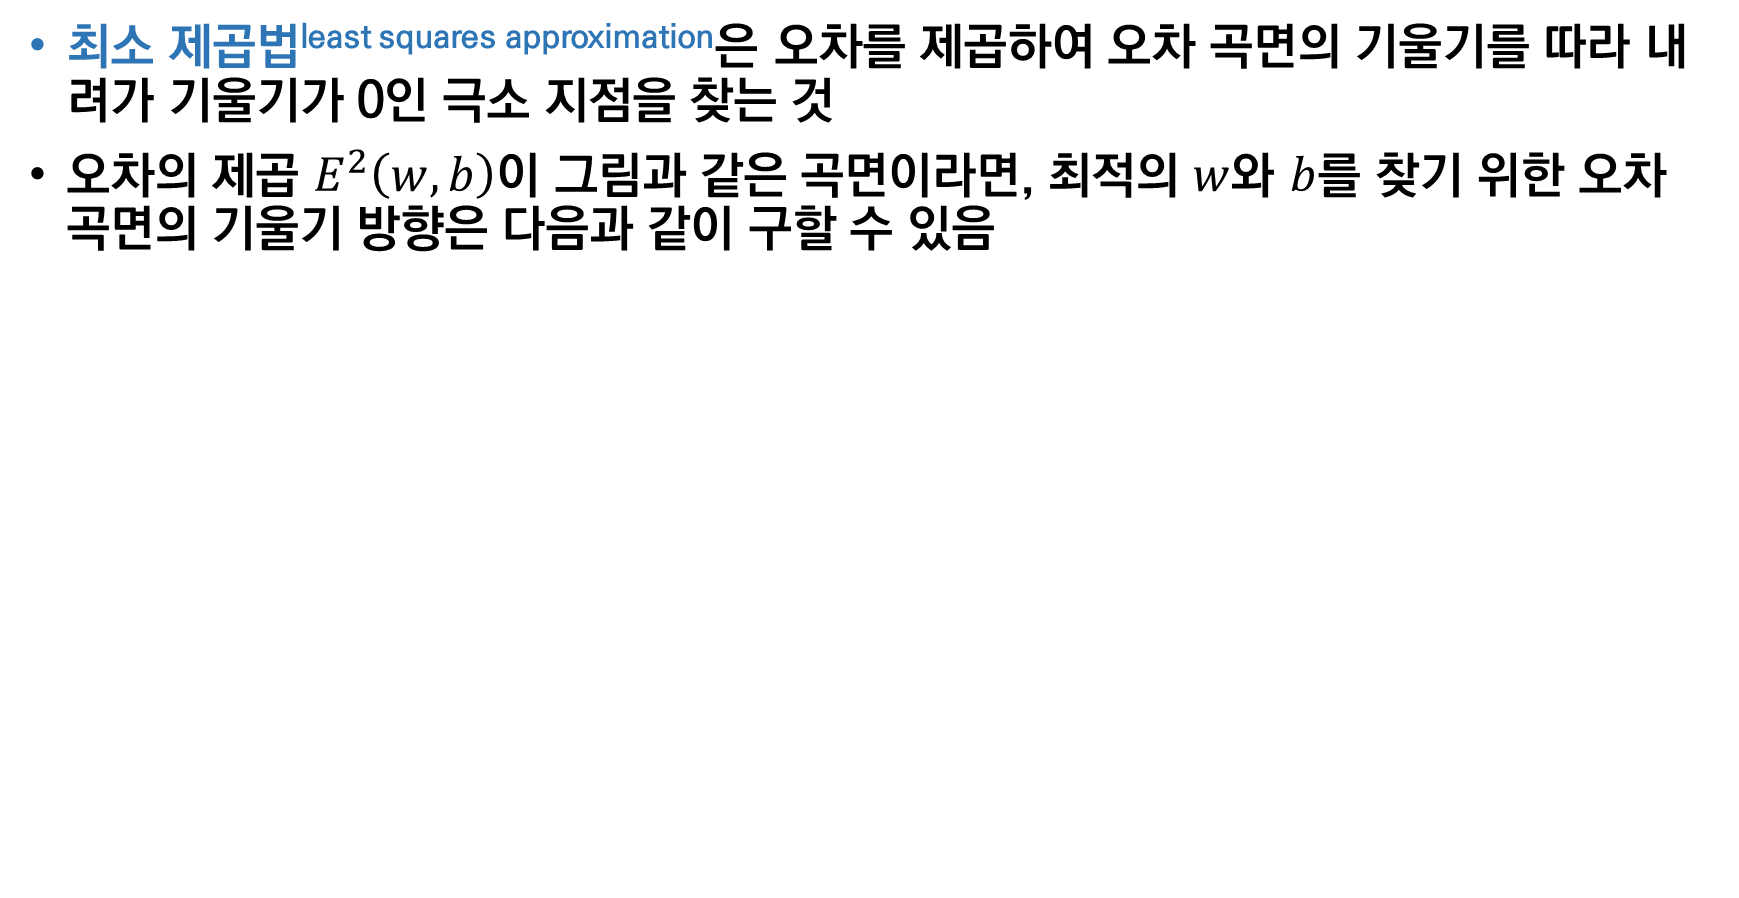 • 최소 제곱법least squares approximation은 오차를 제곱하여 오차 곡면의 기울기를 따라 내
려가 기울기가 0인 극소 지점을 찾는 것
• 오차의 제곱 E²(w, b)이 그림과 같은 곡면이라면, 최적의 w와 b를 찾기 위한 오차
곡면의 기울기 방향은 다음과 같이 구할 수 있음